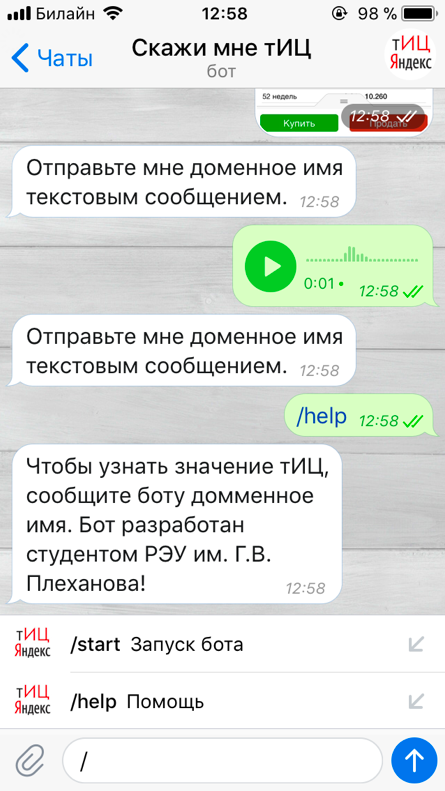 Билайн 12:58 98 %
Чаты
Скажи мне тИЦ
бот
тИЦ
Яндекс
52 недель 10.260
Купить
Продать
12:58
Отправьте мне доменное имя
текстовым сообщением. 12:58
0:01 12:58
Отправьте мне доменное имя
текстовым сообщением. 12:58
/help 12:58
Чтобы узнать значение тИЦ,
сообщите боту домменное
имя. Бот разработан
студентом РЭУ им. Г.В.
Плеханова! 12:58
тИЦ
Яндекс
/start Запуск бота
тИЦ
Яндекс
/help Помощь
/